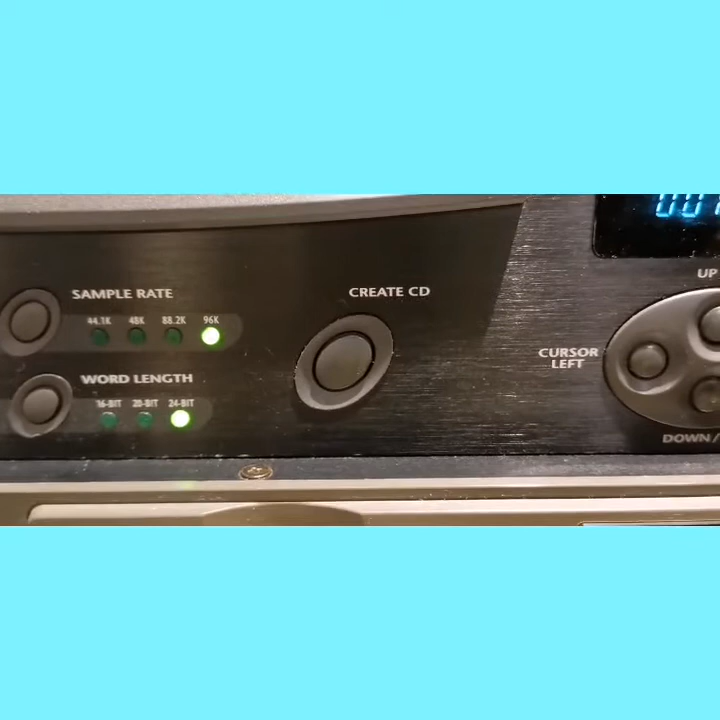 SAMPLE RATE
44.1K 48K 88.2K 96K
WORD LENGTH
16-BIT 20-BIT 24-BIT
CREATE CD
CURSOR
LEFT
UP
DOWN/